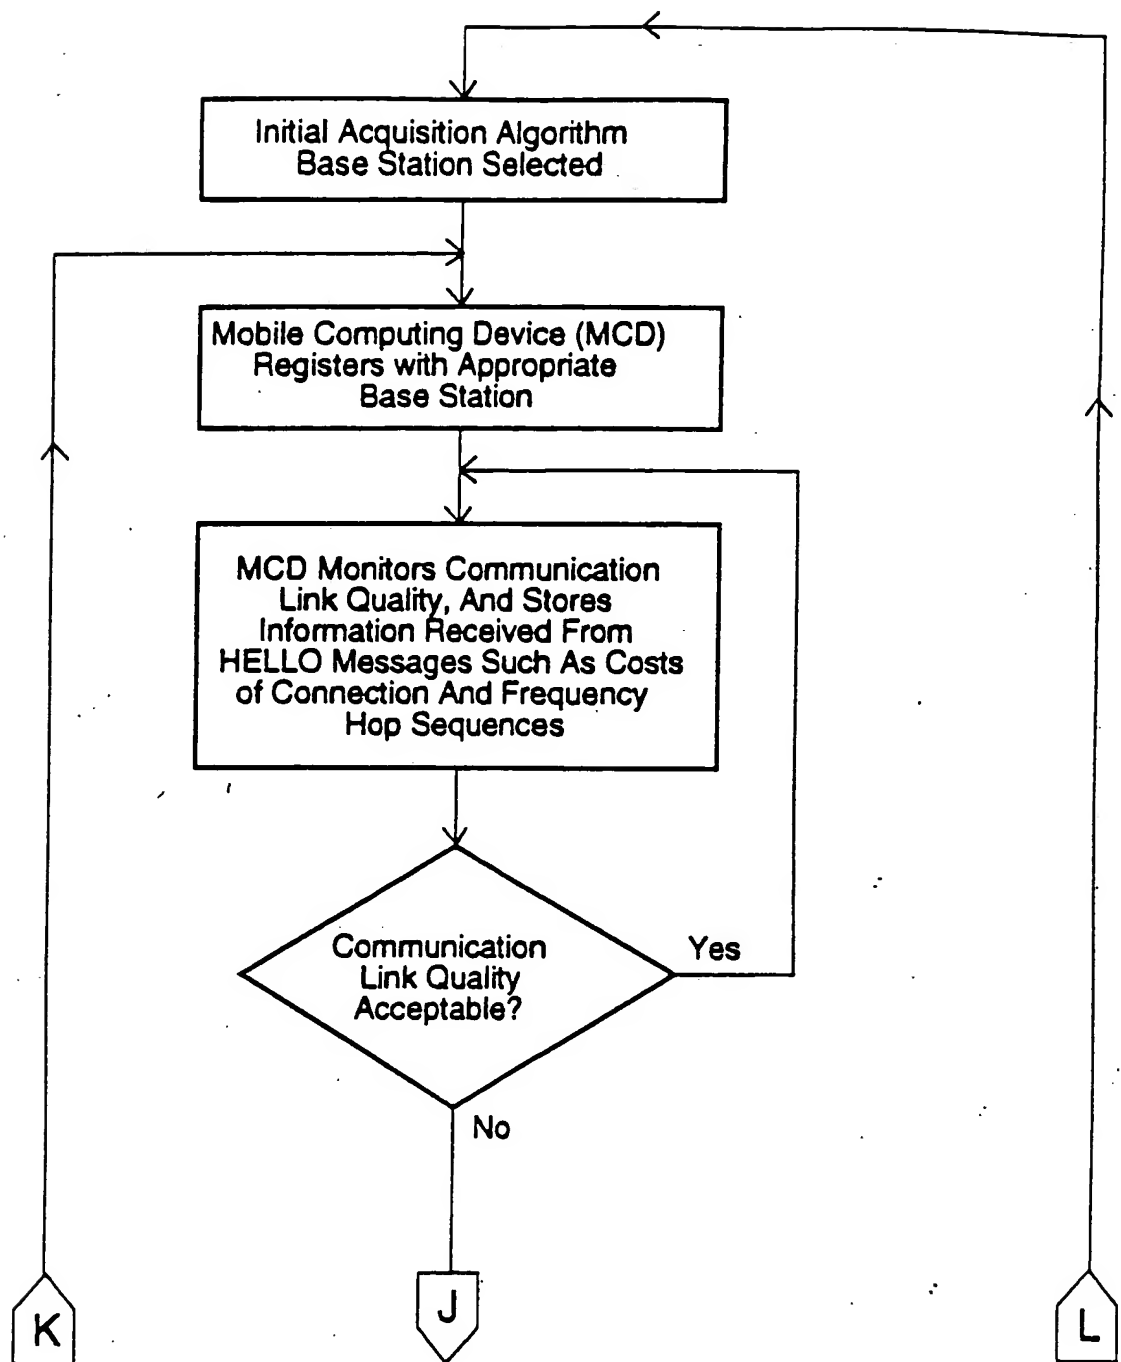 Initial Acquisition Algorithm
Base Station Selected
Mobile Computing Device (MCD)
Registers with Appropriate
Base Station
MCD Monitors Communication
Link Quality, And Stores
Information Received From
HELLO Messages Such As Costs
of Connection And Frequency
Hop Sequences
Communication
Link Quality
Acceptable?
Yes
No
K
J
L